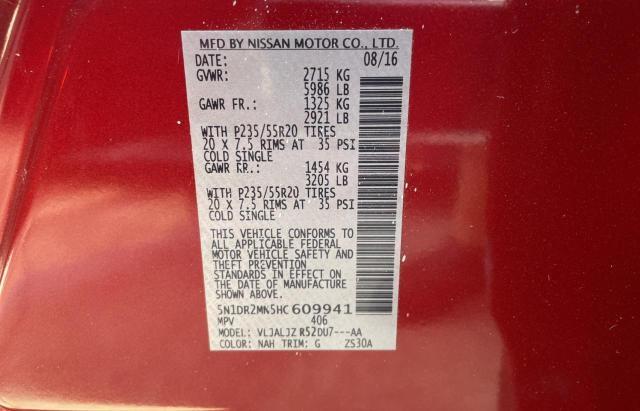 MFD BY NISSAN MOTOR CO., LTD.
DATE: 08/16
GVWR: 2715 KG
5986 LB
GAWR FR.: 1325 KG
2921 LB
WITH P235/55R20 TIRES
20 X 7.5 RIMS AT 35 PSI
COLD SINGLE
GAWR RR.: 1454 KG
3205 LB
WITH P235/55R20 TIRES
20 X 7.5 RIMS AT 35 PSI
COLD SINGLE
THIS VEHICLE CONFORMS TO
ALL APPLICABLE FEDERAL
MOTOR VEHICLE SAFETY AND
THEFT PREVENTION
STANDARDS IN EFFECT ON
THE DATE OF MANUFACTURE
SHOWN ABOVE.
5N1DR2MN5HC609941
MPV 406
MODEL: VLJALJZ R52DU7---AA
COLOR: NAH TRIM: G ZS30A